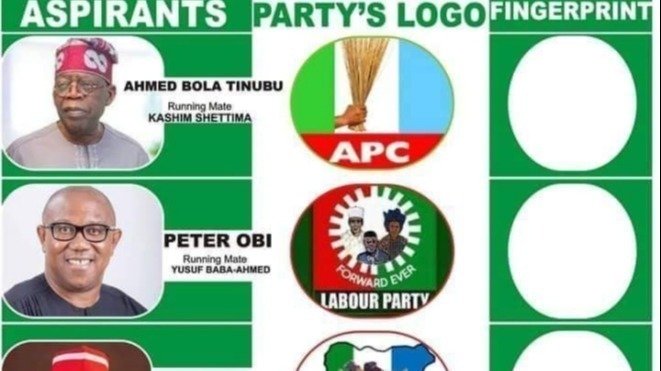 ASPIRANTS PARTY'S LOGO FINGERPRINT
AHMED BOLA TINUBU
Running Mate
KASHIM SHETTIMA
APC
PETER OBI
Running Mate
YUSUF BABA-AHMED
FORWARD EVER
LABOUR PARTY